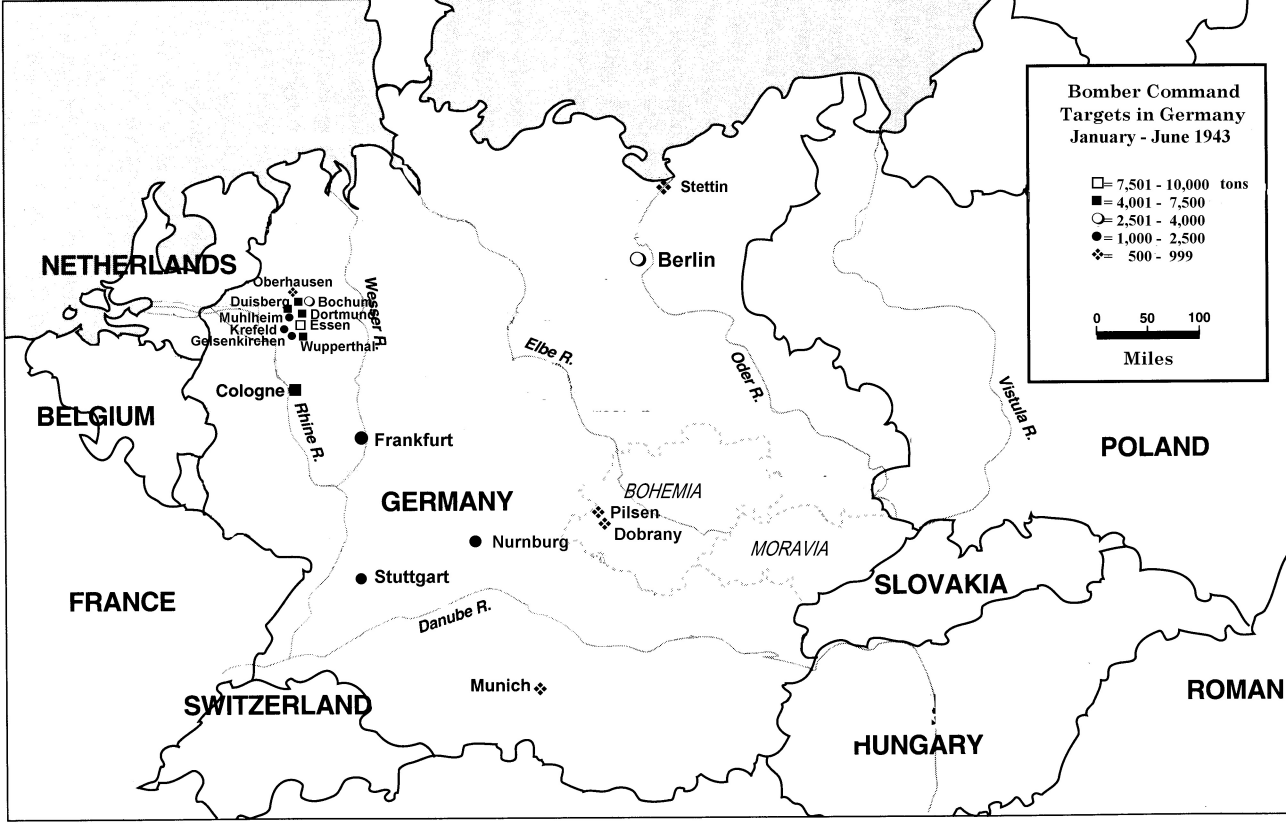 Bomber Command
Targets in Germany
January - June 1943
= 7,501 - 10,000 tons
= 4,001 - 7,500
= 2,501 - 4,000
= 1,000 - 2,500
= 500 - 999
0 50 100
Miles
Stettin
Berlin
NETHERLANDS
Oberhausen
Duisberg
Bochum
Muhlheim
Dortmund
Krefeld
Essen
Gelsenkirchen
Wupperthal
Wesser R.
Elbe R.
Oder R.
Vistula R.
Cologne
BELGIUM
Rhine R.
Frankfurt
POLAND
GERMANY
BOHEMIA
Pilsen
Dobrany
Nurnburg
MORAVIA
Stuttgart
SLOVAKIA
FRANCE
Danube R.
Munich
SWITZERLAND
ROMAN
HUNGARY